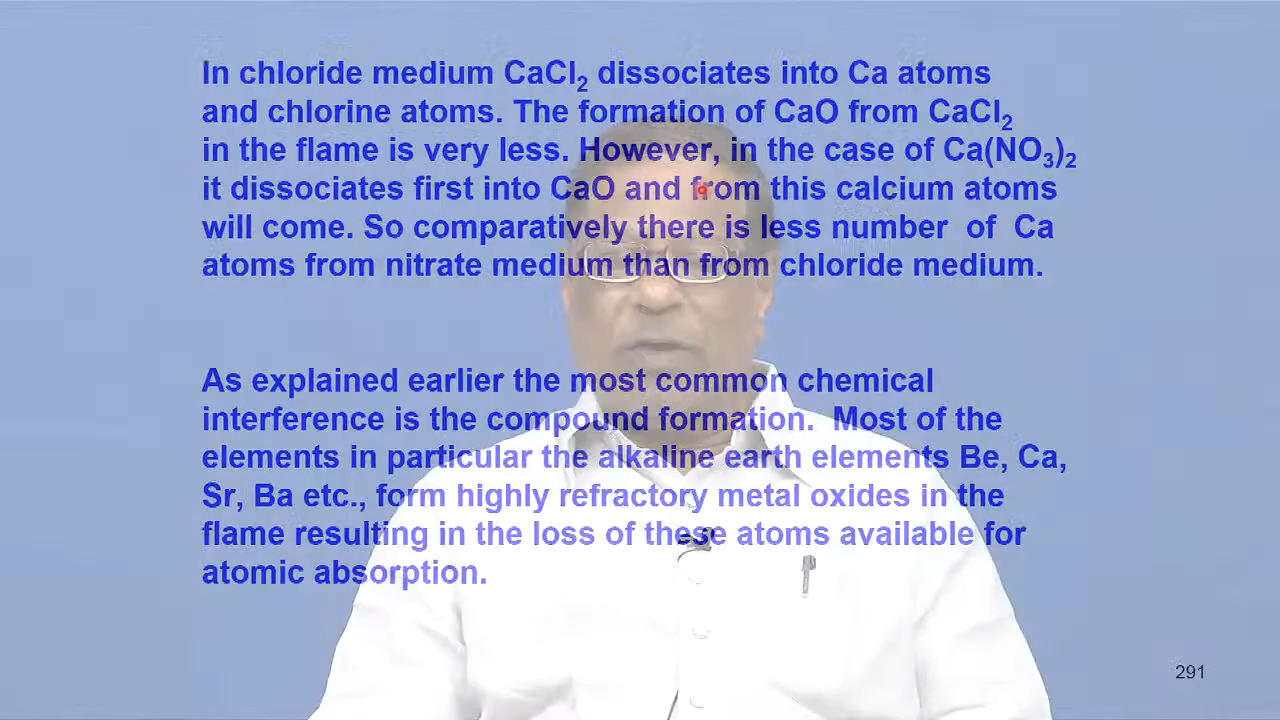 In chloride medium CaCl₂ dissociates into Ca atoms
and chlorine atoms. The formation of CaO from CaCl₂
in the flame is very less. However, in the case of Ca(NO₃)₂
it dissociates first into CaO and from this calcium atoms
will come. So comparatively there is less number of Ca
atoms from nitrate medium than from chloride medium.
As explained earlier the most common chemical
interference is the compound formation. Most of the
elements in particular the alkaline earth elements Be, Ca,
Sr, Ba etc., form highly refractory metal oxides in the
flame resulting in the loss of these atoms available for
atomic absorption.
291